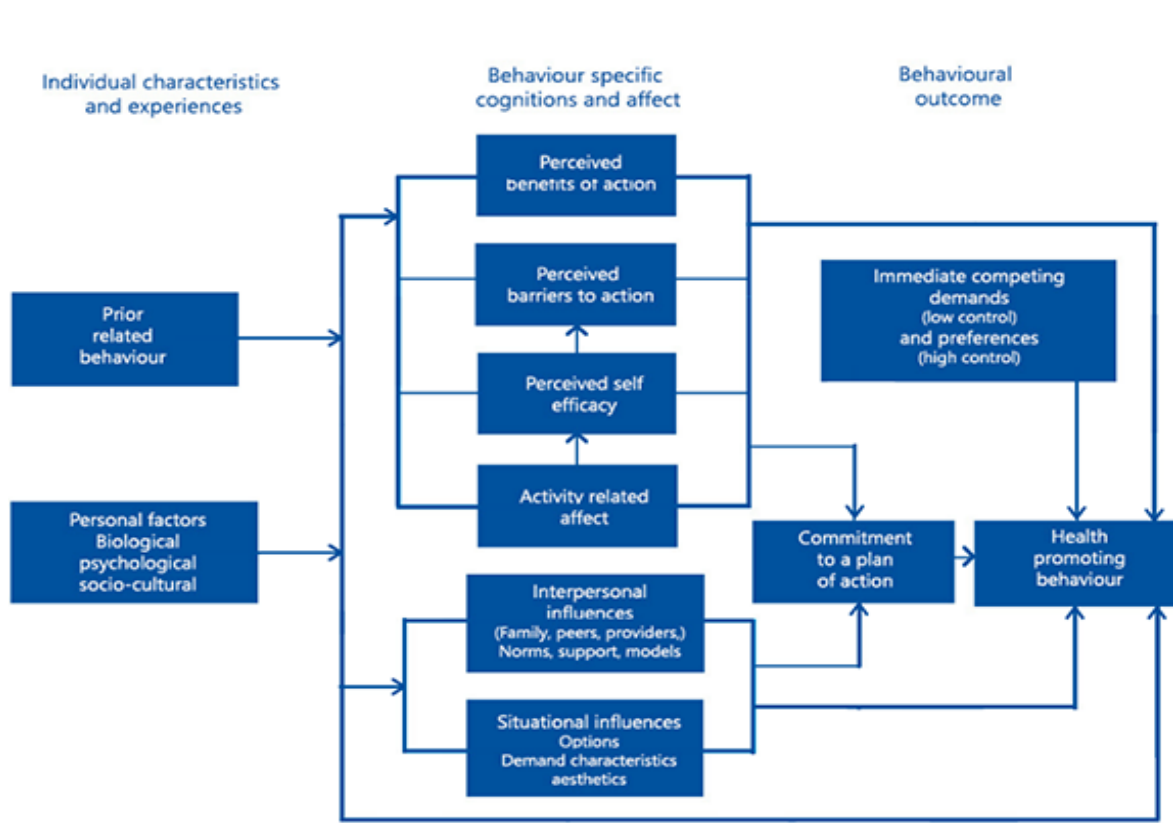 Individual characteristics
and experiences
Behaviour specific
cognitions and affect
Behavioural
outcome
Perceived
benefits of action
Perceived
barriers to action
Immediate competing
demands
(low control)
and preferences
(high control)
Prior
related
behaviour
Perceived self
efficacy
Activity related
affect
Personal factors
Biological
psychological
socio-cultural
Commitment
to a plan
of action
Health
promoting
behaviour
Interpersonal
influences
(Family, peers, providers,)
Norms, support, models
Situational influences
Options
Demand characteristics
aesthetics